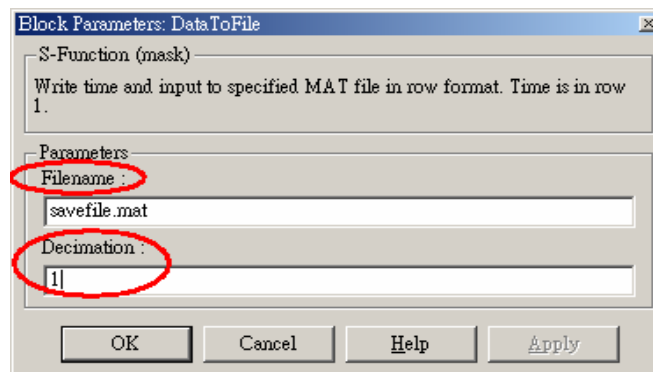 Block Parameters: DataToFile
S-Function (mask)
Write time and input to specified MAT file in row format. Time is in row
1.
Parameters
Filename :
savefile.mat
Decimation :
1
OK Cancel Help Apply